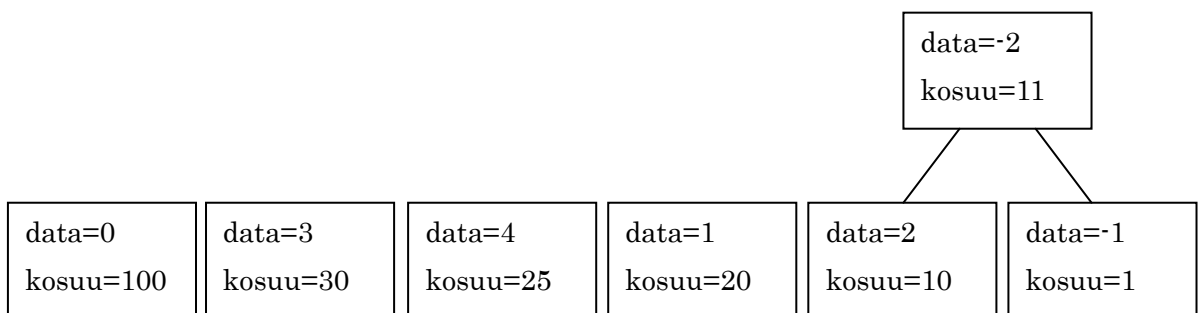 data=-2
kosuu=11
data=0
kosuu=100
data=3
kosuu=30
data=4
kosuu=25
data=1
kosuu=20
data=2
kosuu=10
data=-1
kosuu=1